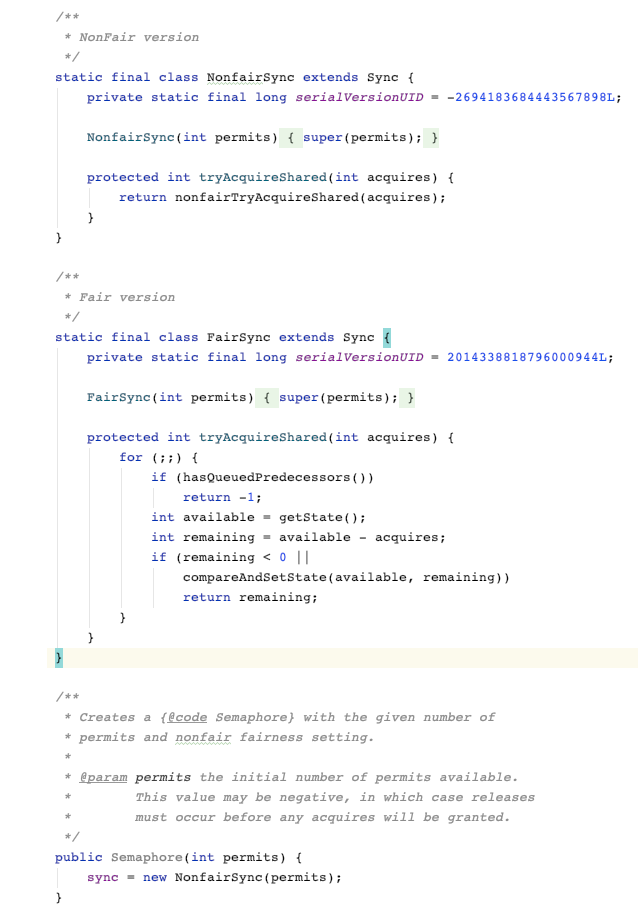 /**
 * NonFair version
 */
static final class NonfairSync extends Sync {
    private static final long serialVersionUID = -2694183684443567898L;

    NonfairSync(int permits) { super(permits); }

    protected int tryAcquireShared(int acquires) {
        return nonfairTryAcquireShared(acquires);
    }
}

/**
 * Fair version
 */
static final class FairSync extends Sync {
    private static final long serialVersionUID = 2014338818796000944L;

    FairSync(int permits) { super(permits); }

    protected int tryAcquireShared(int acquires) {
        for (;;) {
            if (hasQueuedPredecessors())
                return -1;
            int available = getState();
            int remaining = available - acquires;
            if (remaining < 0 ||
                compareAndSetState(available, remaining))
                return remaining;
        }
    }
}

/**
 * Creates a {@code Semaphore} with the given number of
 * permits and nonfair fairness setting.
 *
 * @param permits the initial number of permits available.
 *        This value may be negative, in which case releases
 *        must occur before any acquires will be granted.
 */
public Semaphore(int permits) {
    sync = new NonfairSync(permits);
}